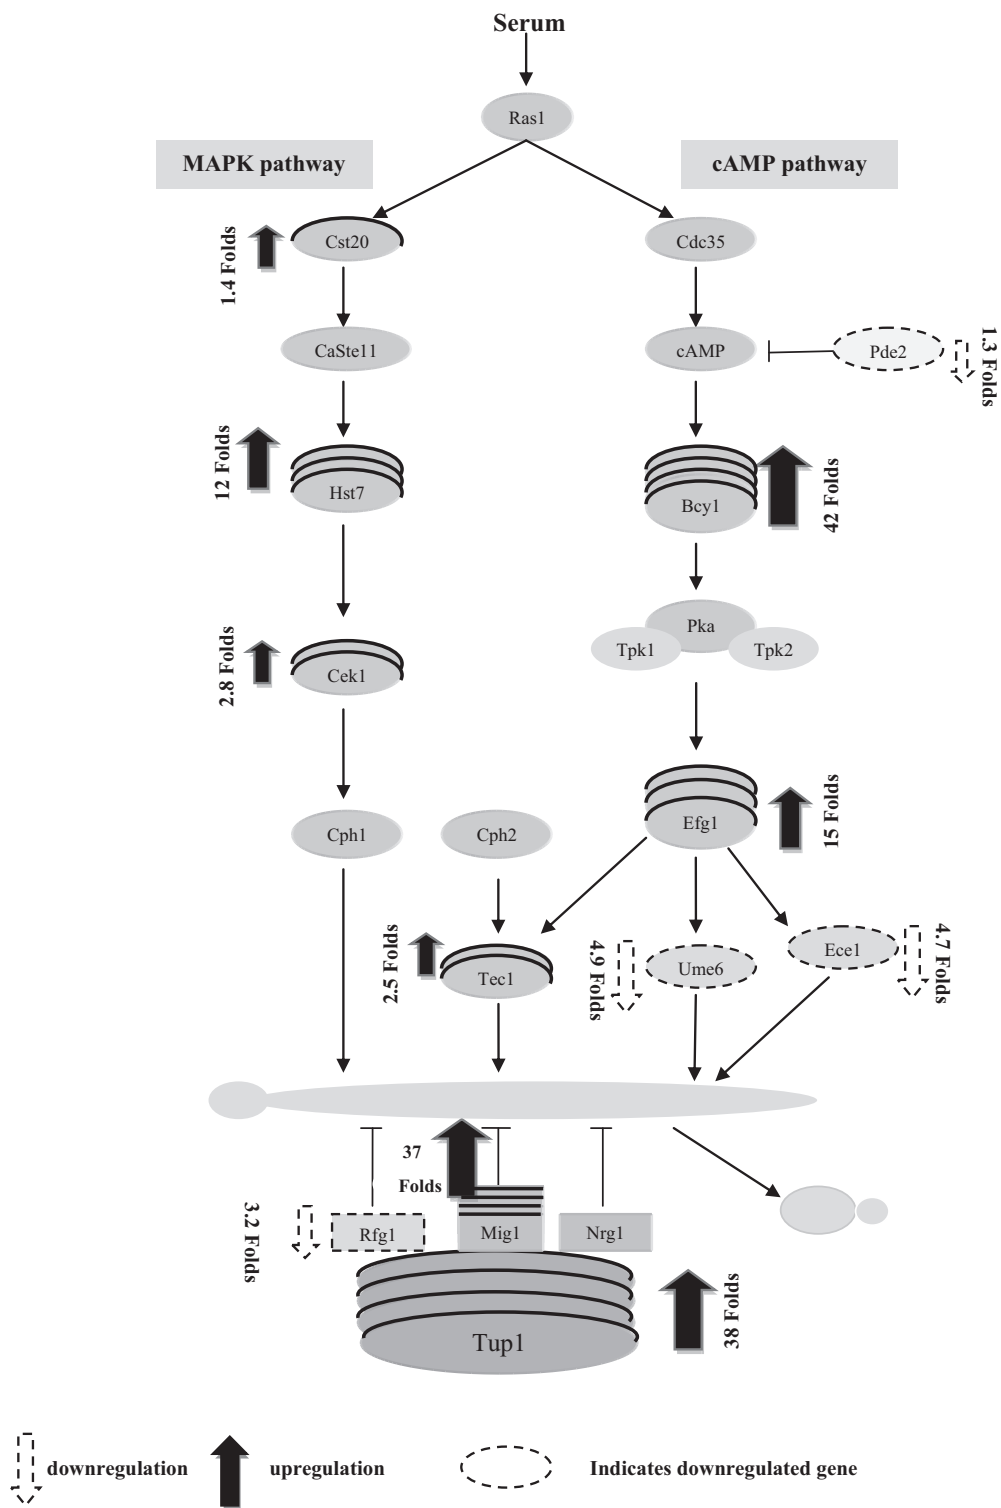 Serum
Ras1
MAPK pathway
cAMP pathway
1.4 Folds
Cst20
Cdc35
CaSte11
cAMP
Pde2
1.3 Folds
12 Folds
Hst7
Bcy1
42 Folds
Pka
Tpk1
Tpk2
2.8 Folds
Cek1
Cph1
Cph2
Efg1
15 Folds
2.5 Folds
Tec1
4.9 Folds
Ume6
Ece1
4.7 Folds
37
Folds
3.2 Folds
Rfg1
Mig1
Nrg1
Tup1
38 Folds
downregulation
upregulation
Indicates downregulated gene